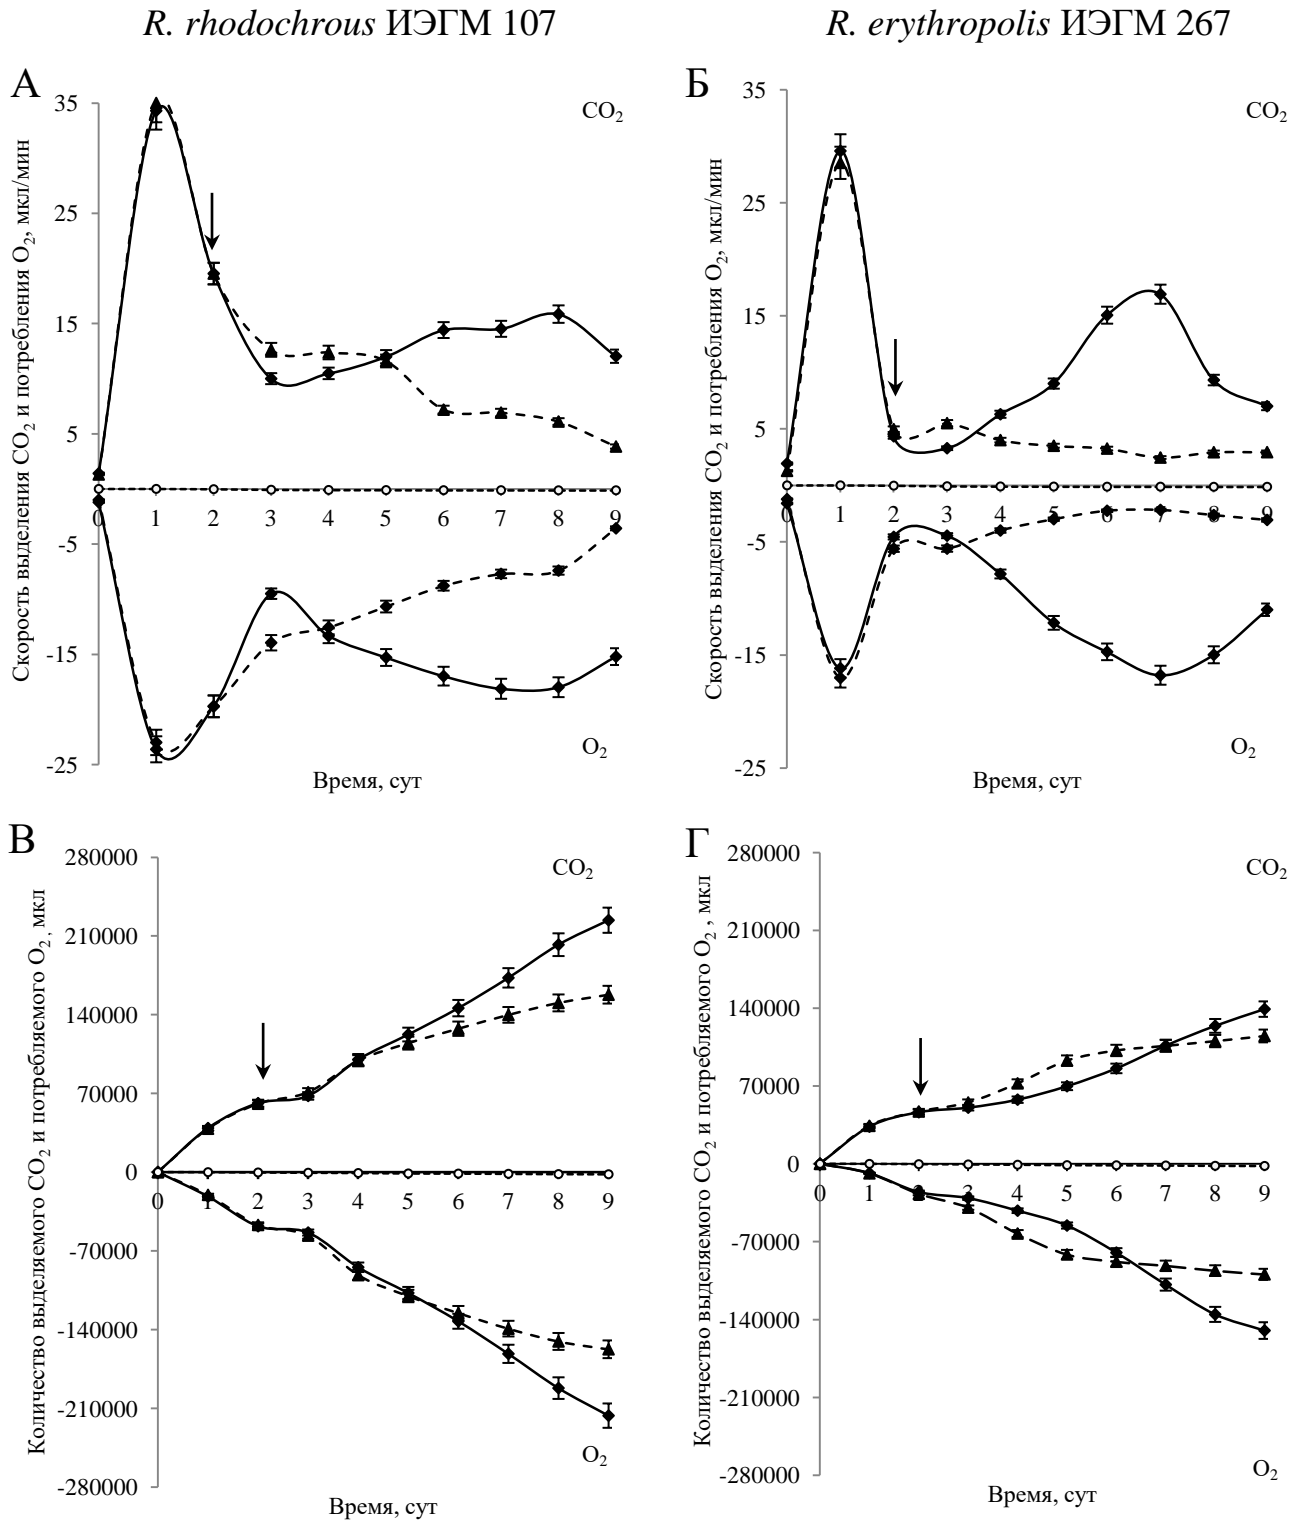 R. rhodochrous ИЭГМ 107
R. erythropolis ИЭГМ 267
А
Скорость выделения CO2 и потребления O2, мкл/мин
35
25
15
5
-5
-15
-25
0 1 2 3 4 5 6 7 8 9
CO2
O2
Время, сут
Б
Скорость выделения CO2 и потребления O2, мкл/мин
35
25
15
5
-5
-15
-25
0 1 2 3 4 5 6 7 8 9
CO2
O2
Время, сут
В
Количество выделяемого CO2 и потребляемого O2, мкл
280000
210000
140000
70000
0
-70000
-140000
-210000
-280000
0 1 2 3 4 5 6 7 8 9
CO2
O2
Время, сут
Г
Количество выделяемого CO2 и потребляемого O2 , мкл
280000
210000
140000
70000
0
-70000
-140000
-210000
-280000
0 1 2 3 4 5 6 7 8 9
CO2
O2
Время, сут